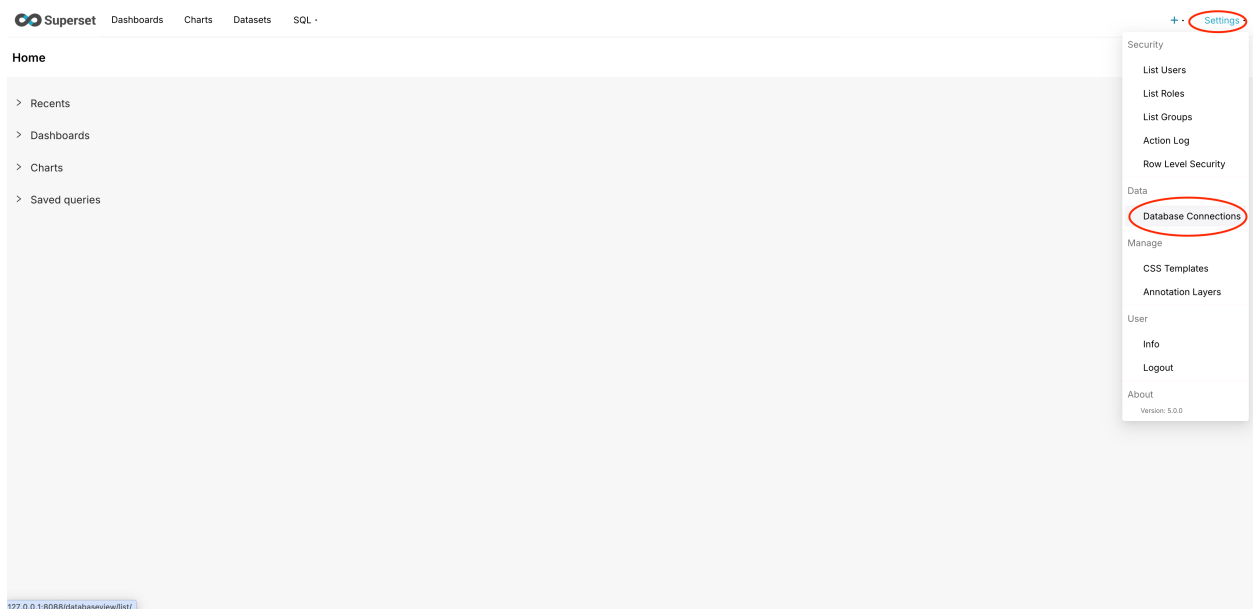 Superset Dashboards Charts Datasets SQL + Settings
Home
Recents
Dashboards
Charts
Saved queries
Security
List Users
List Roles
List Groups
Action Log
Row Level Security
Data
Database Connections
Manage
CSS Templates
Annotation Layers
User
Info
Logout
About
Version: 5.0.0
127.0.0.1:8088/databaseview/list/